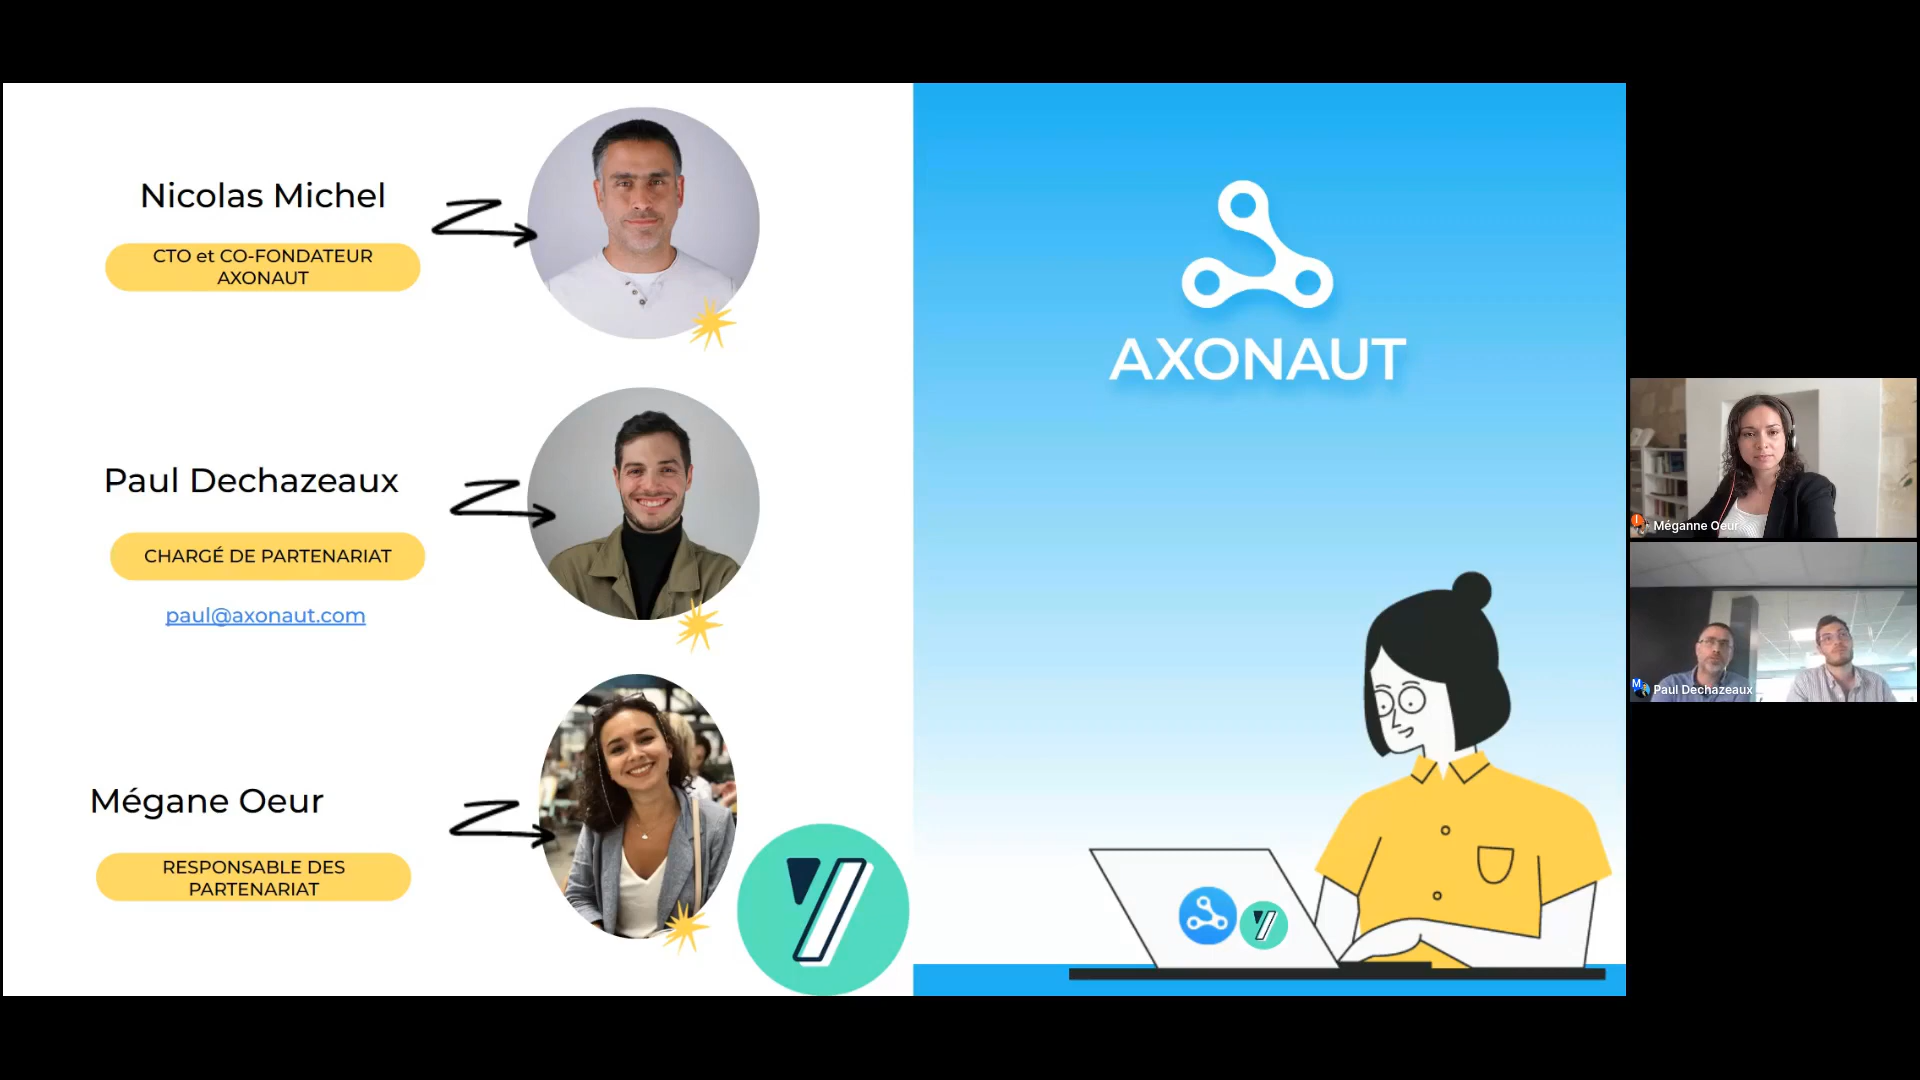 Nicolas Michel
CTO et CO-FONDATEUR
AXONAUT
Paul Dechazeaux
CHARGÉ DE PARTENARIAT
paul@axonaut.com
Mégane Oeur
RESPONSABLE DES
PARTENARIAT
AXONAUT
Méganne Oeur
Paul Dechazeaux